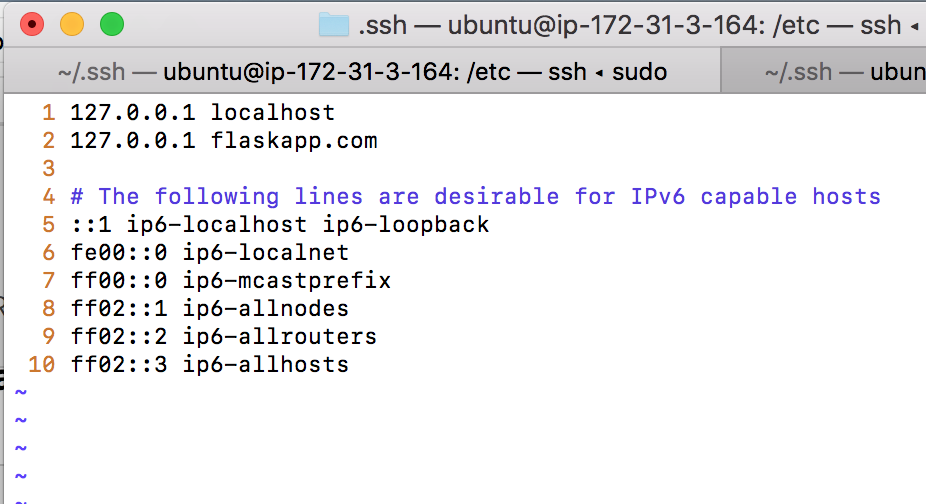 .ssh — ubuntu@ip-172-31-3-164: /etc — ssh ◂
~/.ssh — ubuntu@ip-172-31-3-164: /etc — ssh ◂ sudo
~/.ssh —
1 127.0.0.1 localhost
2 127.0.0.1 flaskapp.com
3
4 # The following lines are desirable for IPv6 capable hosts
5 ::1 ip6-localhost ip6-loopback
6 fe00::0 ip6-localnet
7 ff00::0 ip6-mcastprefix
8 ff02::1 ip6-allnodes
9 ff02::2 ip6-allrouters
10 ff02::3 ip6-allhosts
~
~
~
~
~